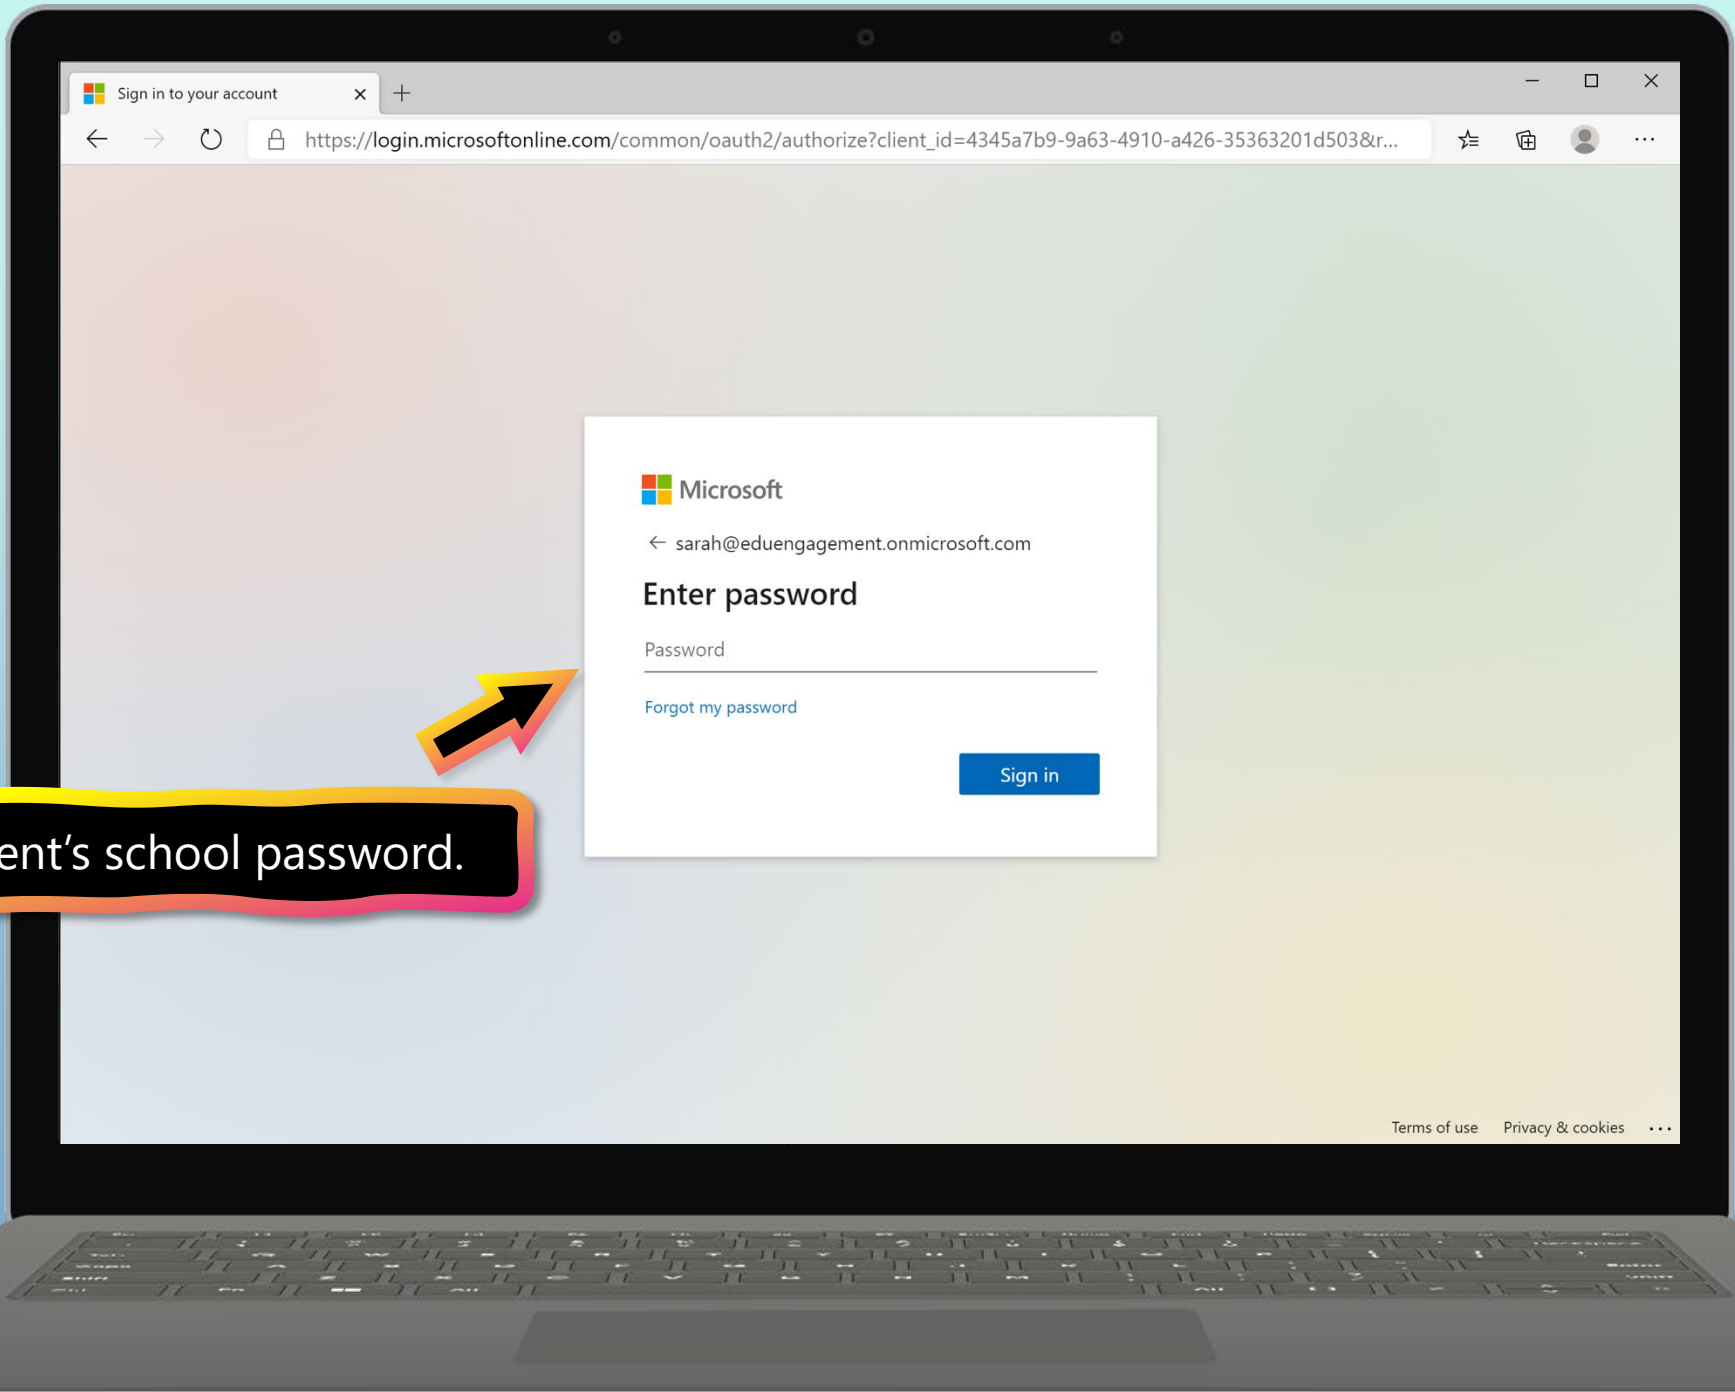 Sign in to your account
https://login.microsoftonline.com/common/oauth2/authorize?client_id=4345a7b9-9a63-4910-a426-35363201d503&r...
Microsoft
← sarah@eduengagement.onmicrosoft.com
Enter password
Password
Forgot my password
Sign in
ent’s school password.
Terms of use Privacy & cookies ...